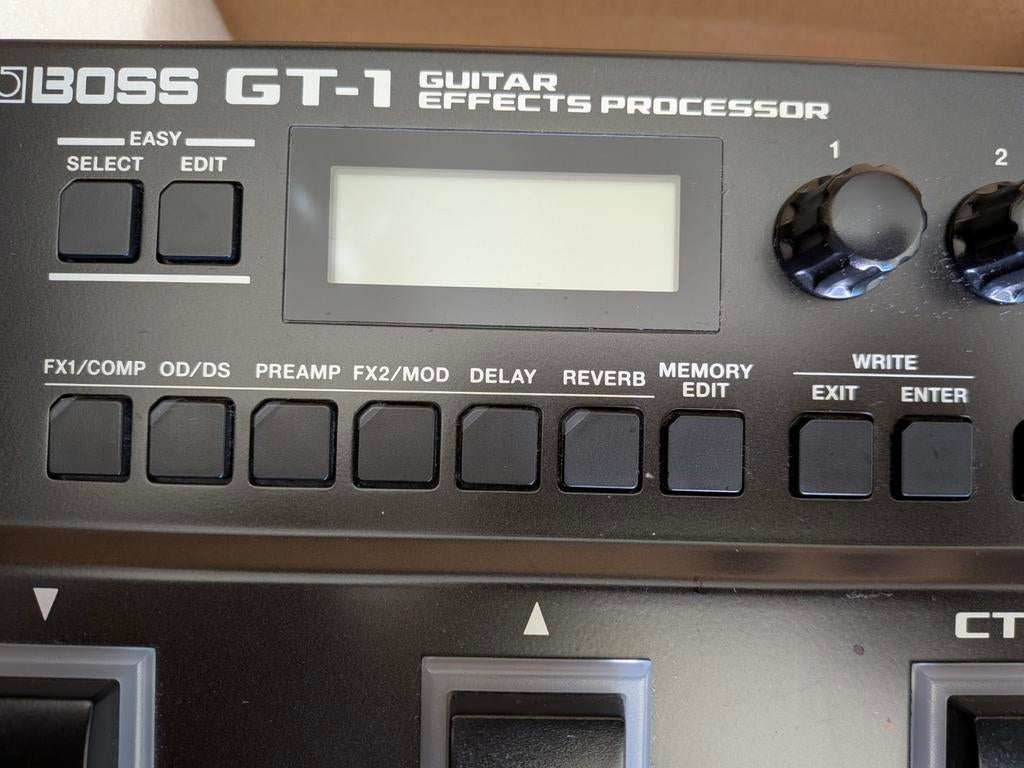 BOSS GT-1 GUITAR
EFFECTS PROCESSOR
EASY
SELECT EDIT
1 2
FX1/COMP OD/DS PREAMP FX2/MOD DELAY REVERB MEMORY
EDIT
WRITE
EXIT ENTER
CT